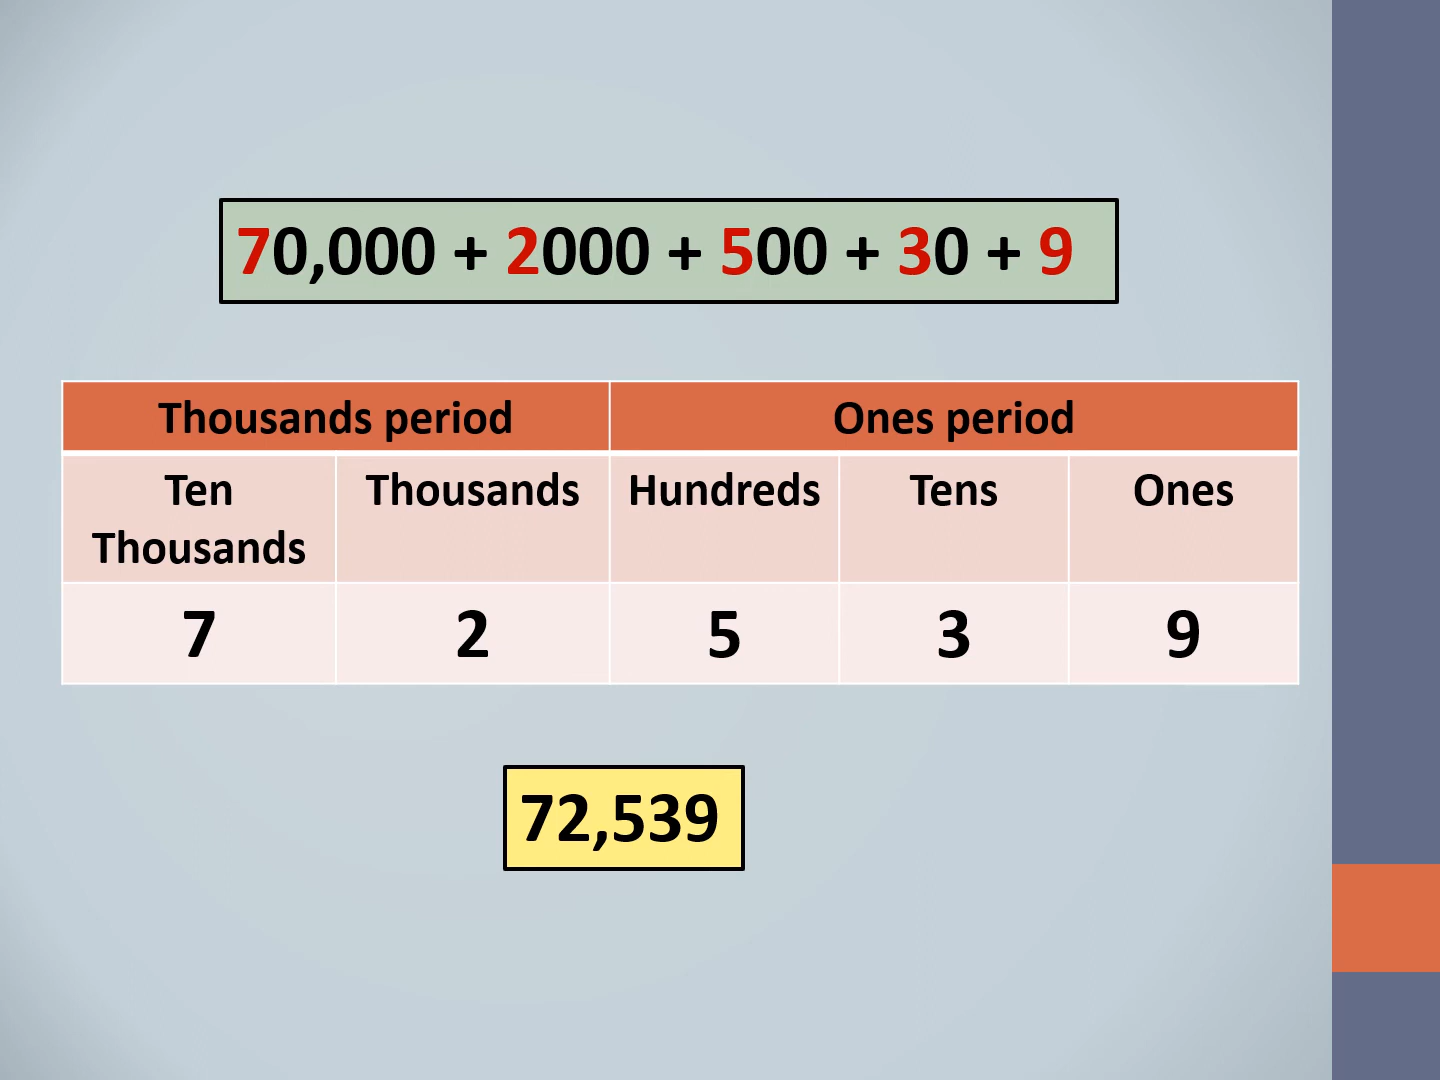 70,000 + 2000 + 500 + 30 + 9
Thousands period Ones period
Ten Thousands Hundreds Tens Ones
Thousands
7 2 5 3 9
72,539